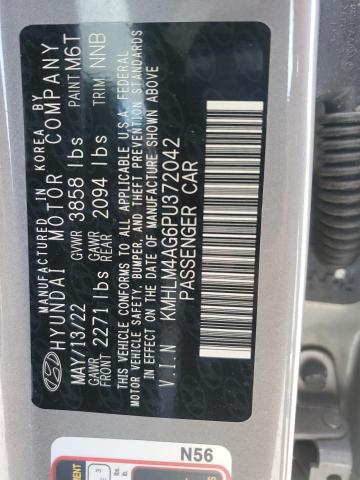 MANUFACTURED IN KOREA BY
HYUNDAI MOTOR COMPANY
MAY/13/22 GVWR 3858 lbs PAINT M6T
GAWR FRONT 2271 lbs GAWR REAR 2094 lbs TRIM NNB
THIS VEHICLE CONFORMS TO ALL APPLICABLE U.S.A FEDERAL
MOTOR VEHICLE SAFETY, BUMPER, AND THEFT PREVENTION STANDARDS
IN EFFECT ON THE DATE OF MANUFACTURE SHOWN ABOVE
V.I.N KMHLM4AG6PU372042
PASSENGER CAR
N56